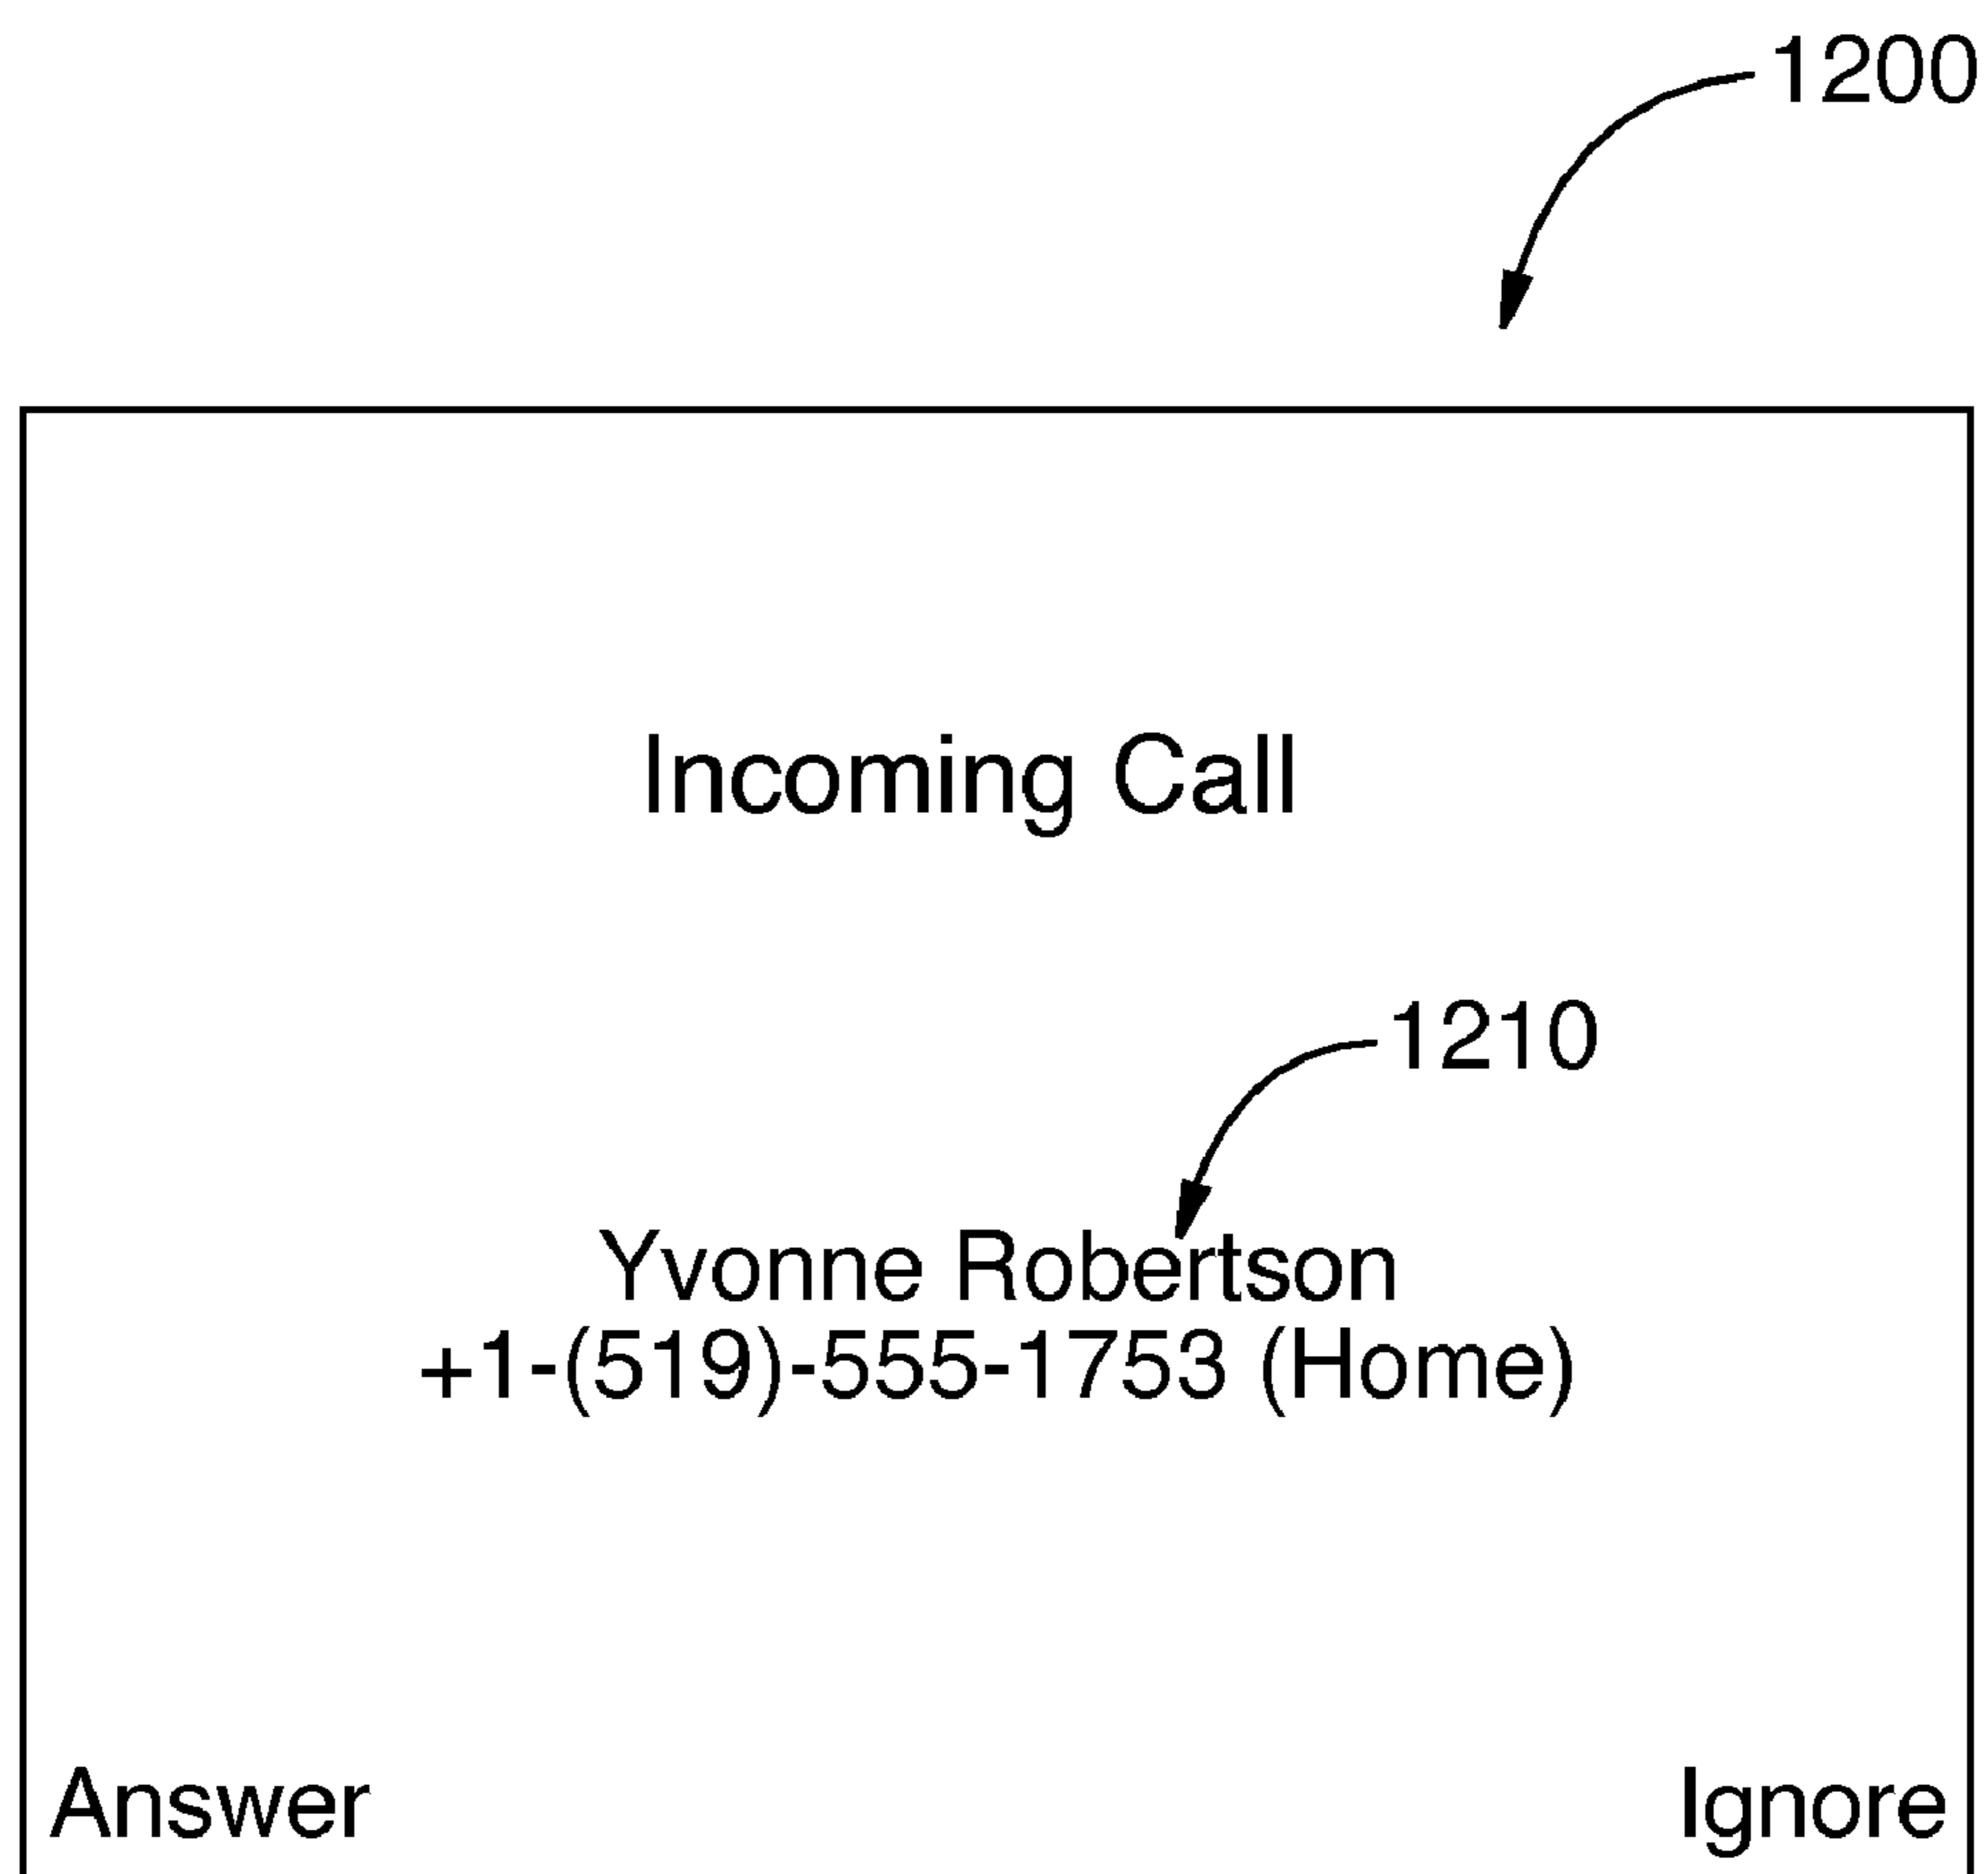 1200
Incoming Call
1210
Yvonne Robertson
+1-(519)-555-1753 (Home)
Answer Ignore